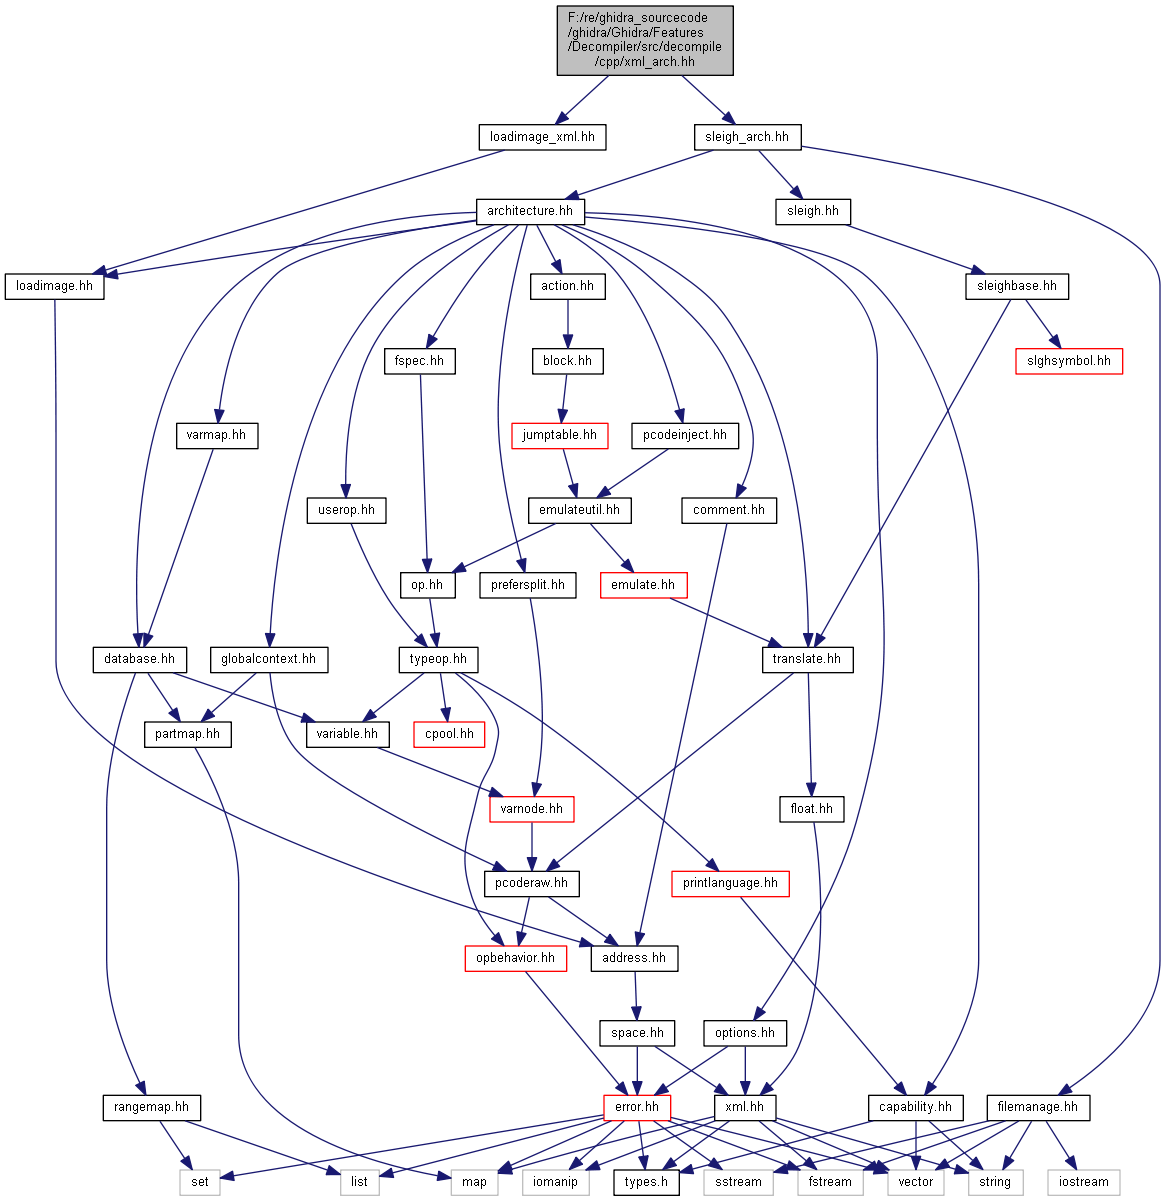 F:/re/ghidra_sourcecode
/ghidra/Ghidra/Features
/Decompiler/src/decompile
/cpp/xml_arch.hh
loadimage_xml.hh
sleigh_arch.hh
architecture.hh
sleigh.hh
loadimage.hh
action.hh
sleighbase.hh
fspec.hh
block.hh
slghsymbol.hh
varmap.hh
jumptable.hh
pcodeinject.hh
userop.hh
emulateutil.hh
comment.hh
op.hh
prefersplit.hh
emulate.hh
database.hh
globalcontext.hh
typeop.hh
translate.hh
partmap.hh
variable.hh
cpool.hh
varnode.hh
float.hh
pcoderaw.hh
printlanguage.hh
opbehavior.hh
address.hh
space.hh
options.hh
rangemap.hh
error.hh
xml.hh
capability.hh
filemanage.hh
set
list
map
iomanip
types.h
sstream
fstream
vector
string
iostream